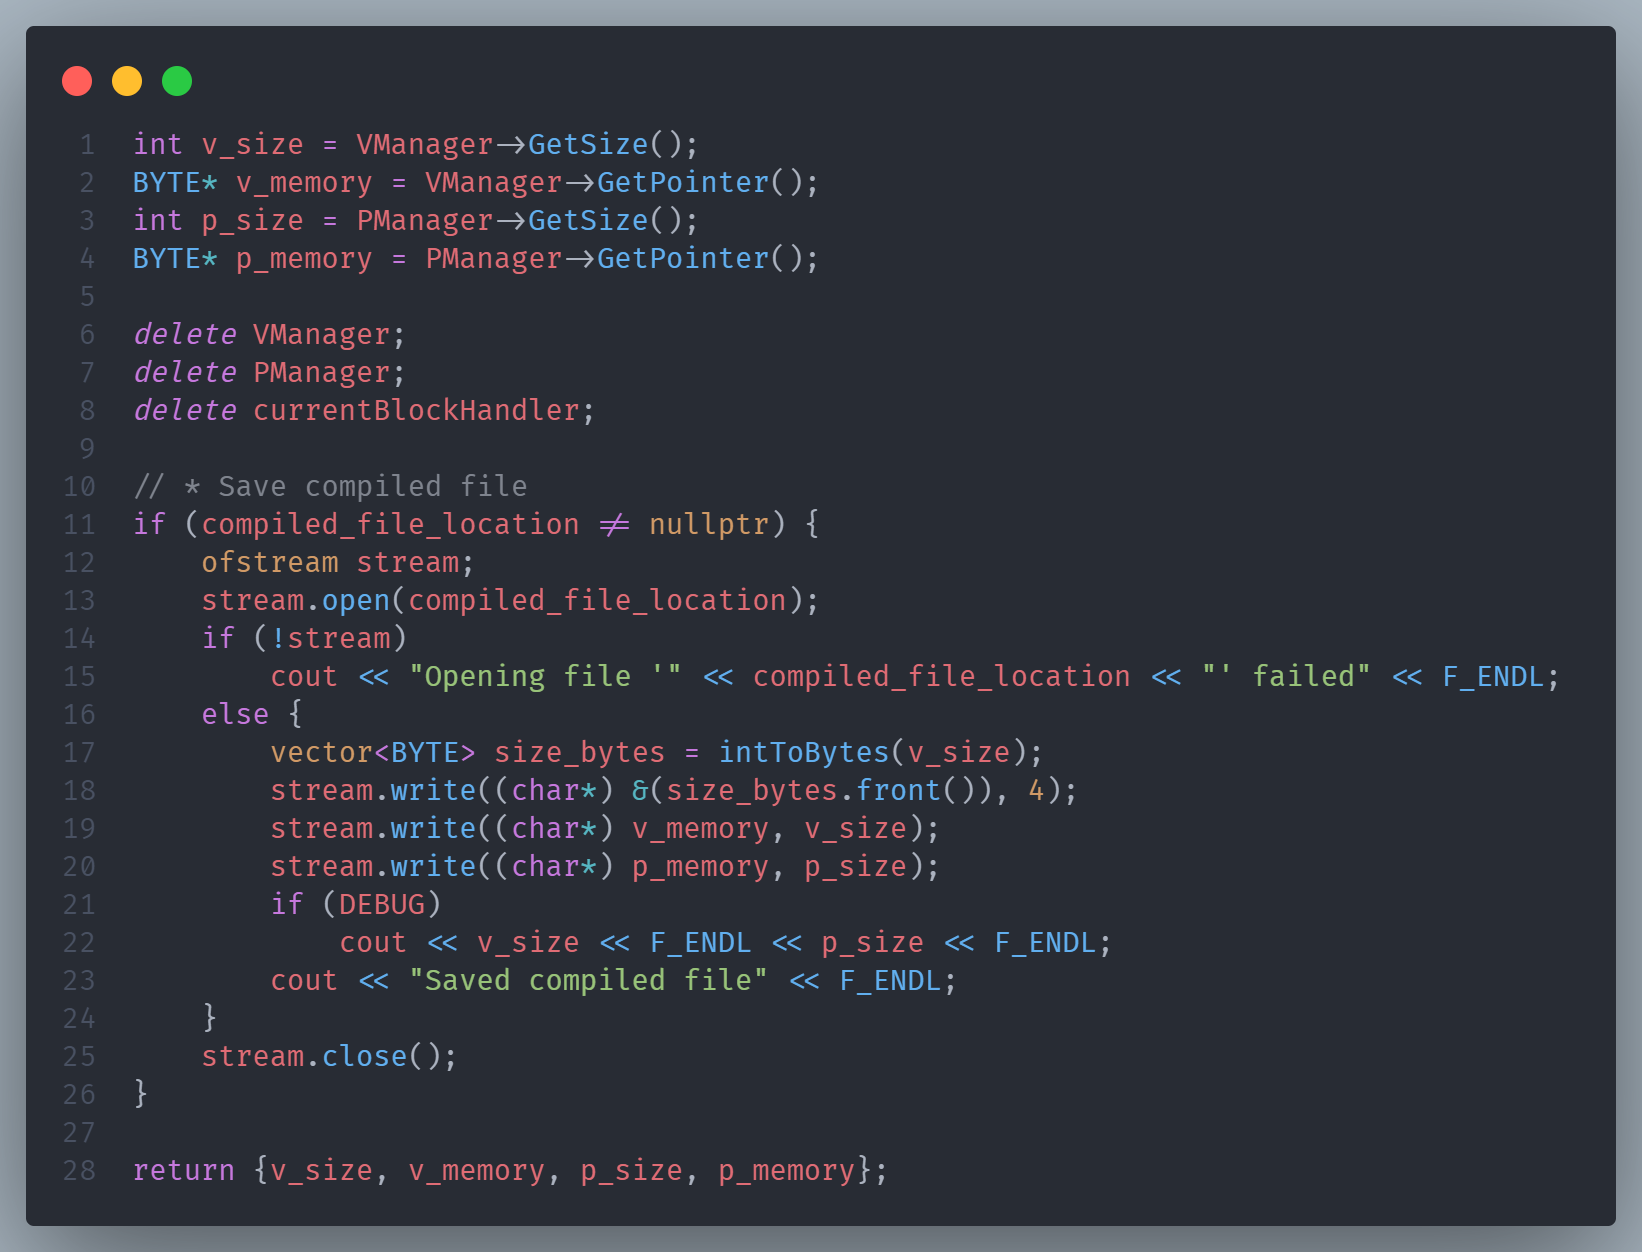 1 int v_size = VManager->GetSize();
2 BYTE* v_memory = VManager->GetPointer();
3 int p_size = PManager->GetSize();
4 BYTE* p_memory = PManager->GetPointer();
5
6 delete VManager;
7 delete PManager;
8 delete currentBlockHandler;
9
10 // * Save compiled file
11 if (compiled_file_location != nullptr) {
12     ofstream stream;
13     stream.open(compiled_file_location);
14     if (!stream)
15         cout << "Opening file '" << compiled_file_location << "' failed" << F_ENDL;
16     else {
17         vector<BYTE> size_bytes = intToBytes(v_size);
18         stream.write((char*) &(size_bytes.front()), 4);
19         stream.write((char*) v_memory, v_size);
20         stream.write((char*) p_memory, p_size);
21         if (DEBUG)
22             cout << v_size << F_ENDL << p_size << F_ENDL;
23         cout << "Saved compiled file" << F_ENDL;
24     }
25     stream.close();
26 }
27
28 return {v_size, v_memory, p_size, p_memory};